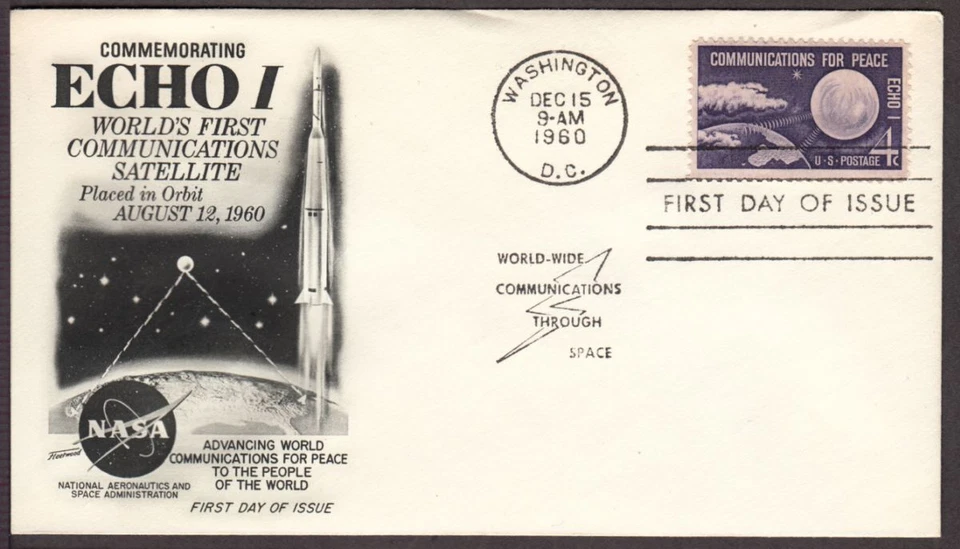 COMMEMORATING
ECHO I
WORLD'S FIRST
COMMUNICATIONS
SATELLITE
Placed in Orbit
AUGUST 12, 1960
NASA
Fleetwood
NATIONAL AERONAUTICS AND
SPACE ADMINISTRATION
ADVANCING WORLD
COMMUNICATIONS FOR PEACE
TO THE PEOPLE
OF THE WORLD
FIRST DAY OF ISSUE
WASHINGTON
DEC 15
9-AM
1960
D.C.
WORLD-WIDE
COMMUNICATIONS
THROUGH
SPACE
COMMUNICATIONS FOR PEACE
ECHO I
U·S·POSTAGE 4c
FIRST DAY OF ISSUE